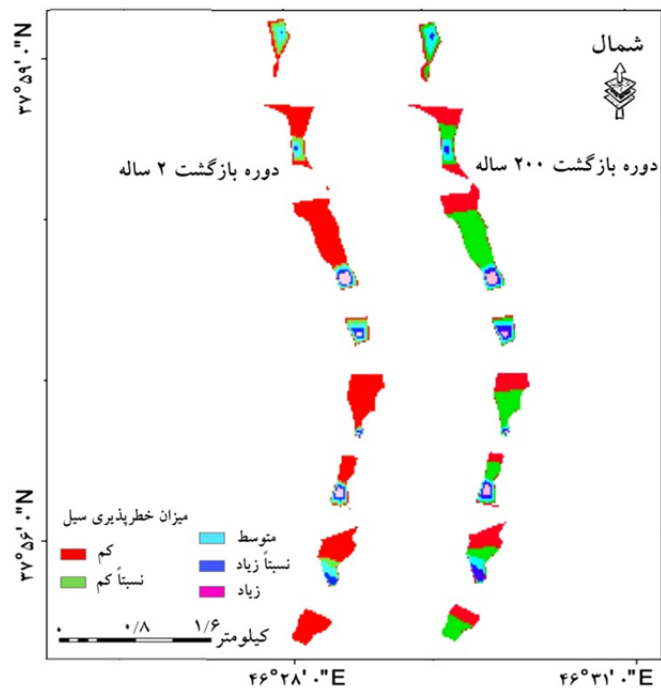 ۳۷°۵۹'۰"N
شمال
دوره بازگشت ۲ ساله
دوره بازگشت ۲۰۰ ساله
۳۷°۵۶'۰"N
میزان خطرپذیری سیل
کم
نسبتاً کم
متوسط
نسبتاً زیاد
زیاد
۰ ۰/۸ ۱/۶
کیلومتر
۴۶°۲۸'۰"E
۴۶°۳۱'۰"E